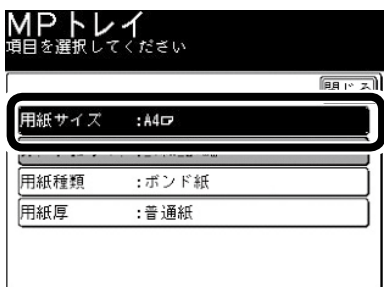 MPトレイ
項目を選択してください
閉じる
用紙サイズ :A4
用紙種類 :ボンド紙
用紙厚 :普通紙